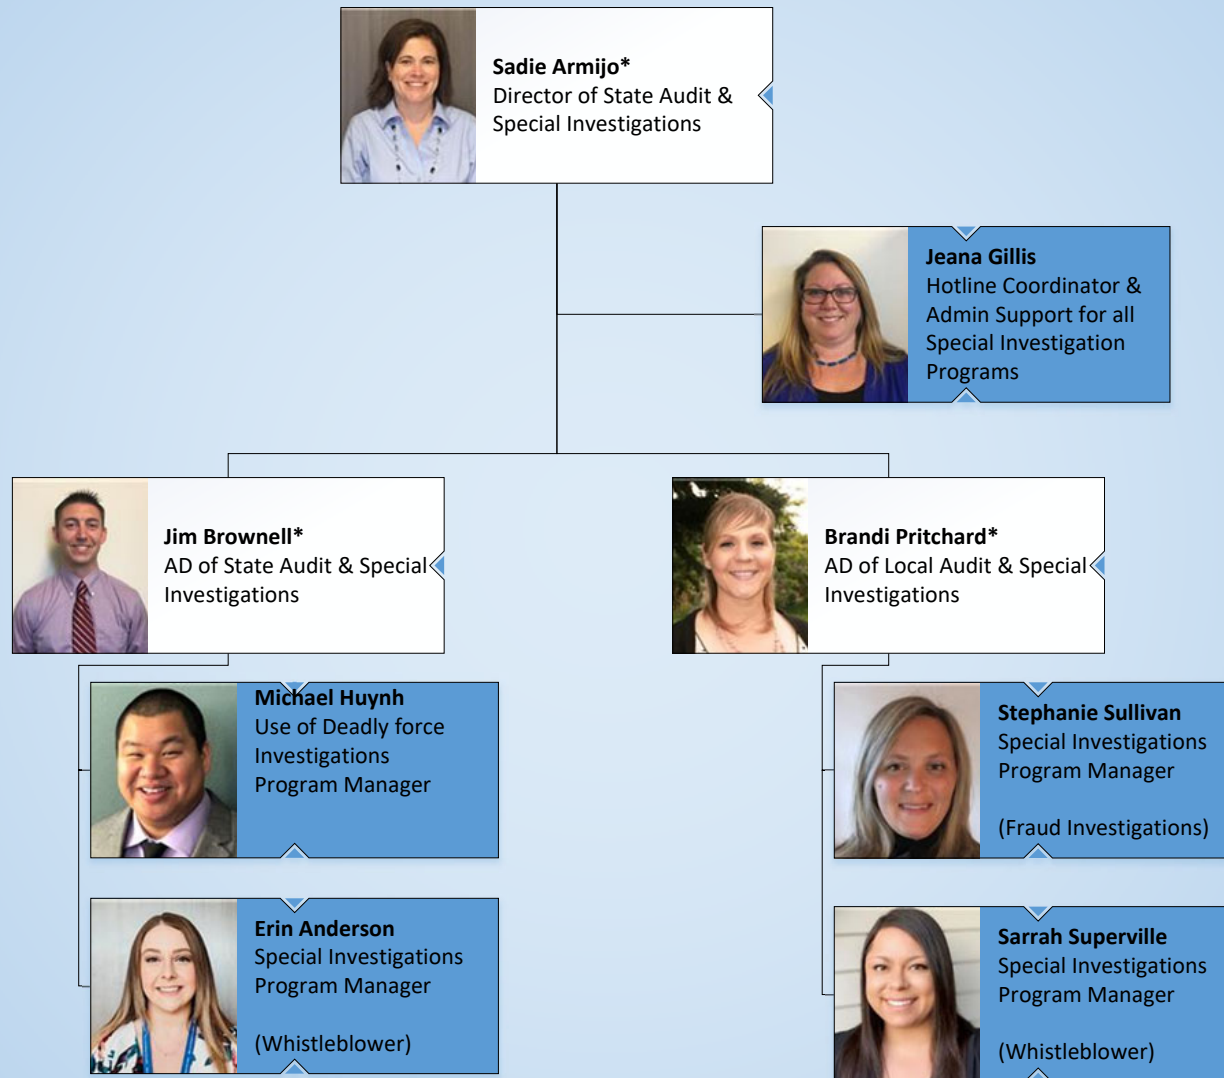 Sadie Armijo*
Director of State Audit &
Special Investigations
Jeana Gillis
Hotline Coordinator &
Admin Support for all
Special Investigation
Programs
Jim Brownell*
AD of State Audit & Special
Investigations
Brandi Pritchard*
AD of Local Audit & Special
Investigations
Michael Huynh
Use of Deadly force
Investigations
Program Manager
Stephanie Sullivan
Special Investigations
Program Manager
(Fraud Investigations)
Erin Anderson
Special Investigations
Program Manager
(Whistleblower)
Sarrah Superville
Special Investigations
Program Manager
(Whistleblower)